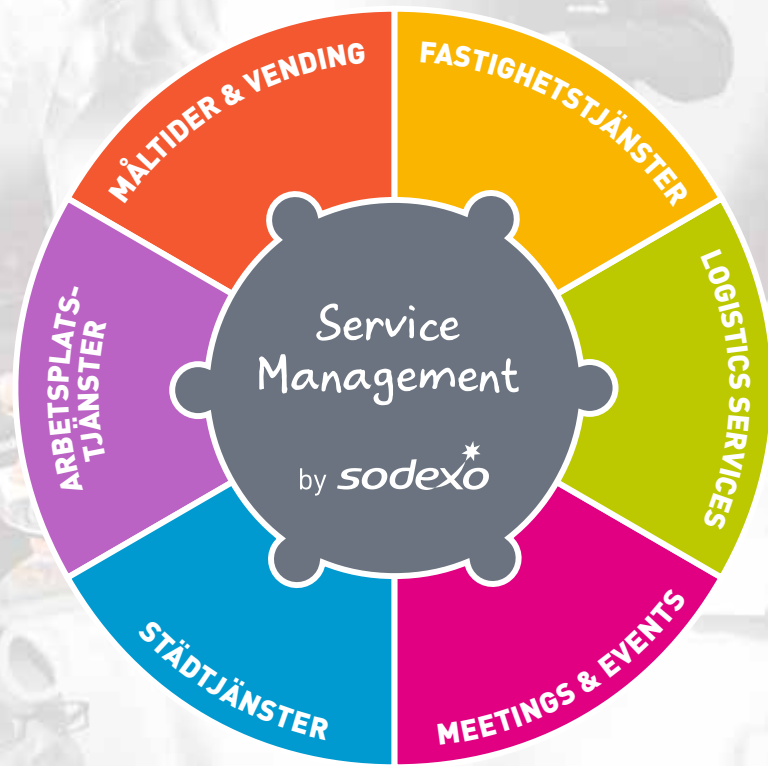 MÅLTIDER & VENDING
FASTIGHETSTJÄNSTER
LOGISTICS SERVICES
MEETINGS & EVENTS
STÄDTJÄNSTER
ARBETSPLATS-
TJÄNSTER
Service
Management
by sodexo